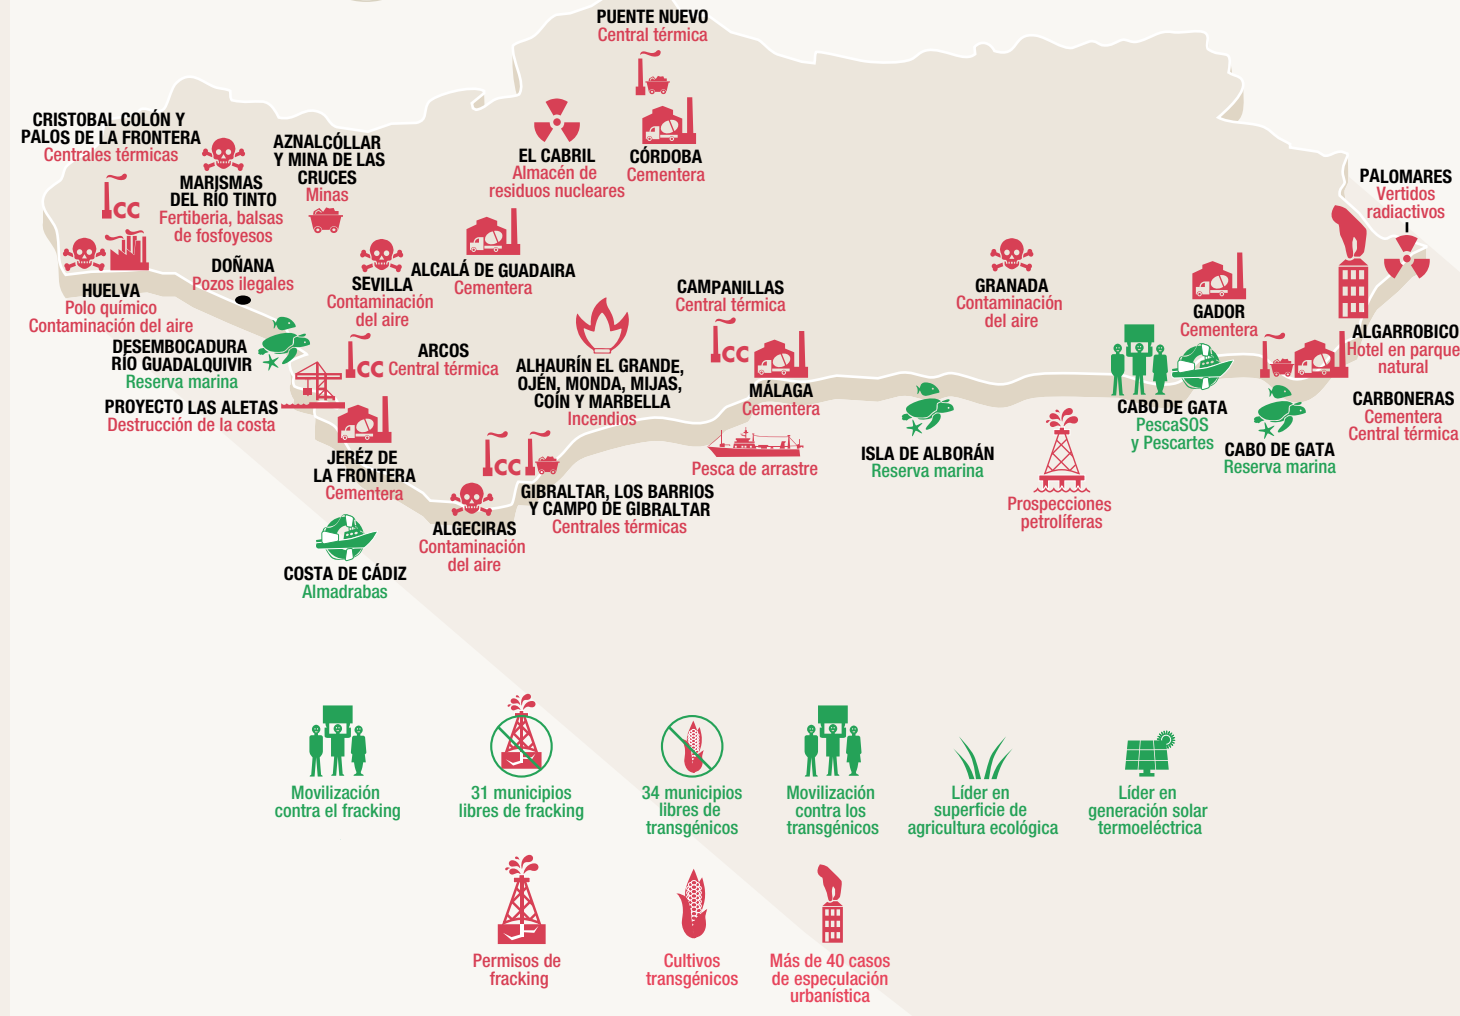 PUENTE NUEVO
Central térmica
CRISTOBAL COLÓN Y
PALOS DE LA FRONTERA
Centrales térmicas
CC
MARISMAS
DEL RÍO TINTO
Fertiberia, balsas
de fosfoyesos
AZNALCÓLLAR
Y MINA DE LAS
CRUCES
Minas
EL CABRIL
Almacén de
residuos nucleares
CÓRDOBA
Cementera
PALOMARES
Vertidos
radiactivos
HUELVA
Polo químico
Contaminación del aire
DOÑANA
Pozos ilegales
SEVILLA
Contaminación
del aire
ALCALÁ DE GUADAIRA
Cementera
CAMPANILLAS
Central térmica
CC
GRANADA
Contaminación
del aire
GADOR
Cementera
ALGARROBICO
Hotel en parque
natural
DESEMBOCADURA
RÍO GUADALQUIVIR
Reserva marina
CC
ARCOS
Central térmica
ALHAURÍN EL GRANDE,
OJÉN, MONDA, MIJAS,
COÍN Y MARBELLA
Incendios
MÁLAGA
Cementera
PROYECTO LAS ALETAS
Destrucción de la costa
CABO DE GATA
PescaSOS
y Pescartes
CARBONERAS
Cementera
Central térmica
JERÉZ DE
LA FRONTERA
Cementera
CC
Pesca de arrastre
ISLA DE ALBORÁN
Reserva marina
CABO DE GATA
Reserva marina
GIBRALTAR, LOS BARRIOS
Y CAMPO DE GIBRALTAR
Centrales térmicas
Prospecciones
petrolíferas
ALGECIRAS
Contaminación
del aire
COSTA DE CÁDIZ
Almadrabas
Movilización
contra el fracking
31 municipios
libres de fracking
34 municipios
libres de
transgénicos
Movilización
contra los
transgénicos
Líder en
superficie de
agricultura ecológica
Líder en
generación solar
termoeléctrica
Permisos de
fracking
Cultivos
transgénicos
Más de 40 casos
de especulación
urbanística